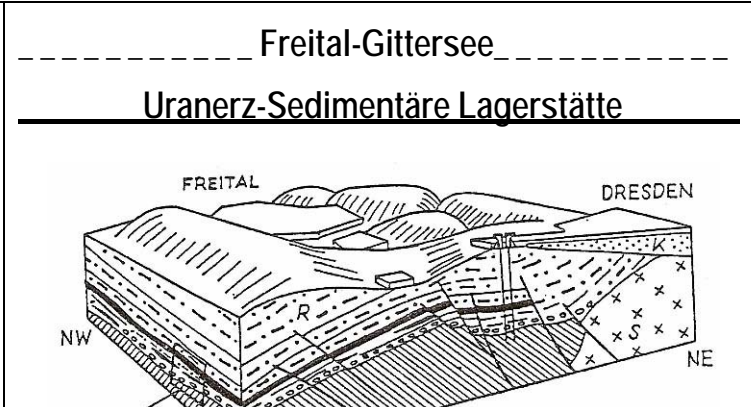 Freital-Gittersee
Uranerz-Sedimentäre Lagerstätte
FREITAL
DRESDEN
K
R
S
NW
NE